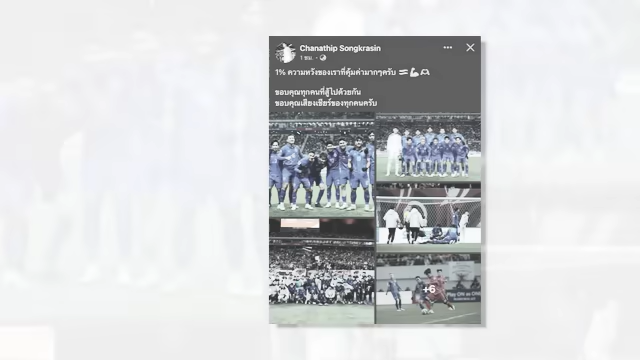 Chanathip Songkrasin
1 ชม.
1% ความหวังของเราที่คุ้มค่ามากๆครับ
ขอบคุณทุกคนที่สู้ไปด้วยกัน
ขอบคุณเสียงเชียร์ของทุกคนครับ
+6